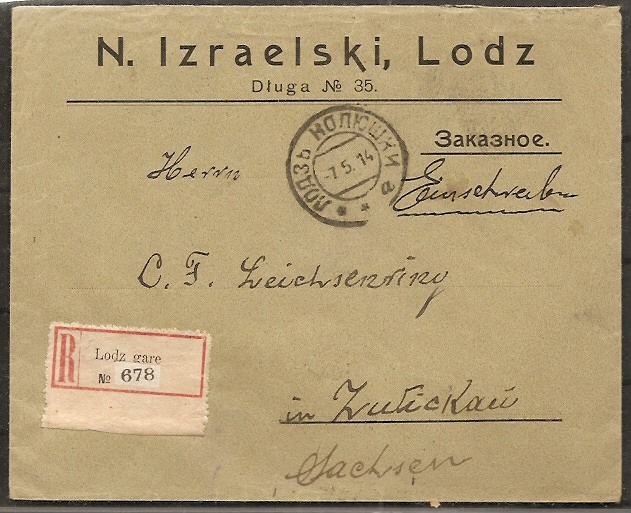 N. Izraelski, Lodz
Długa № 35.
ЛОДЗЬ КОЛЮШКИ
-7.5.14
Заказное.
Einschreiben
Herrn
C. F. Leichsenring
R
Lodz gare
№ 678
in Zwickau
Sachsen